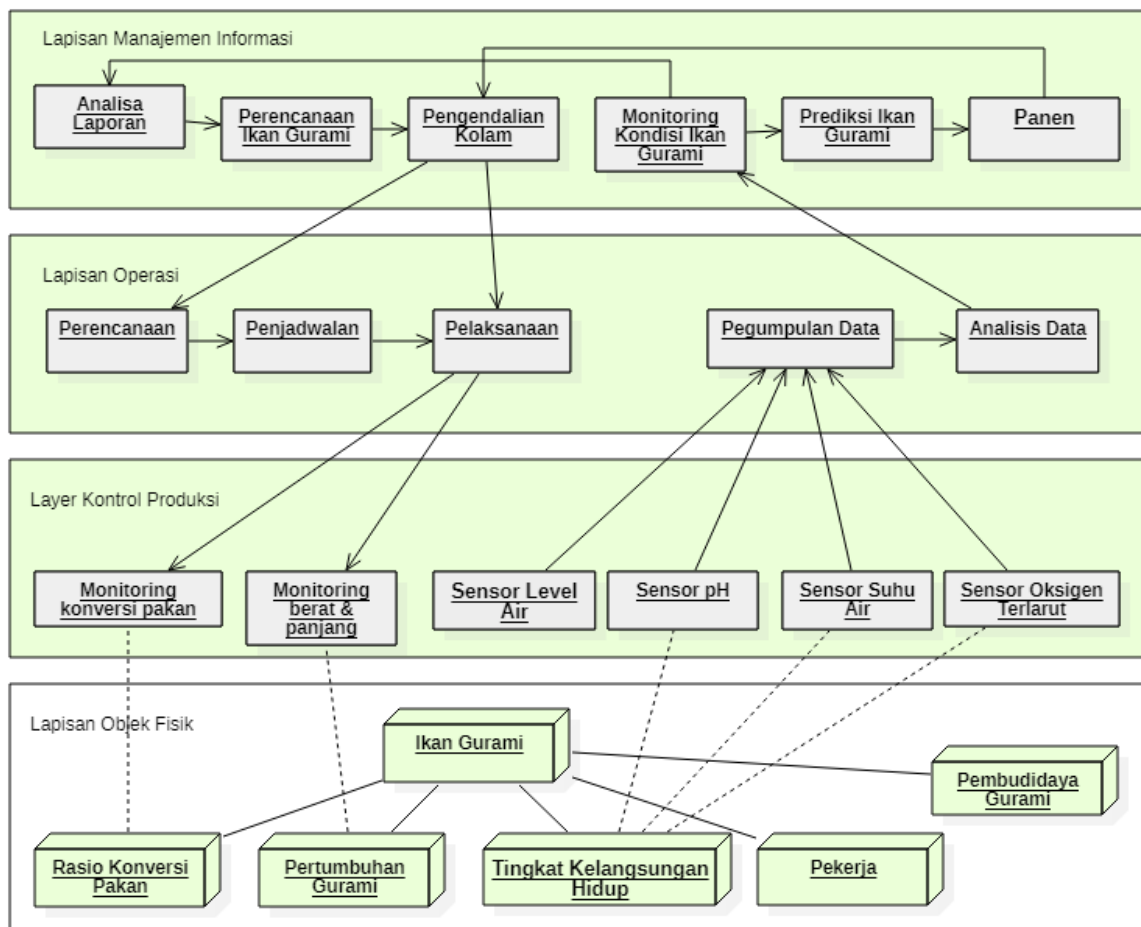 Lapisan Manajemen Informasi
Analisa
Laporan
Perencanaan
Ikan Gurami
Pengendalian
Kolam
Monitoring
Kondisi Ikan
Gurami
Prediksi Ikan
Gurami
Panen
Lapisan Operasi
Perencanaan
Penjadwalan
Pelaksanaan
Pegumpulan Data
Analisis Data
Layer Kontrol Produksi
Monitoring
konversi pakan
Monitoring
berat &
panjang
Sensor Level
Air
Sensor pH
Sensor Suhu
Air
Sensor Oksigen
Terlarut
Lapisan Objek Fisik
Ikan Gurami
Pembudidaya
Gurami
Rasio Konversi
Pakan
Pertumbuhan
Gurami
Tingkat Kelangsungan
Hidup
Pekerja